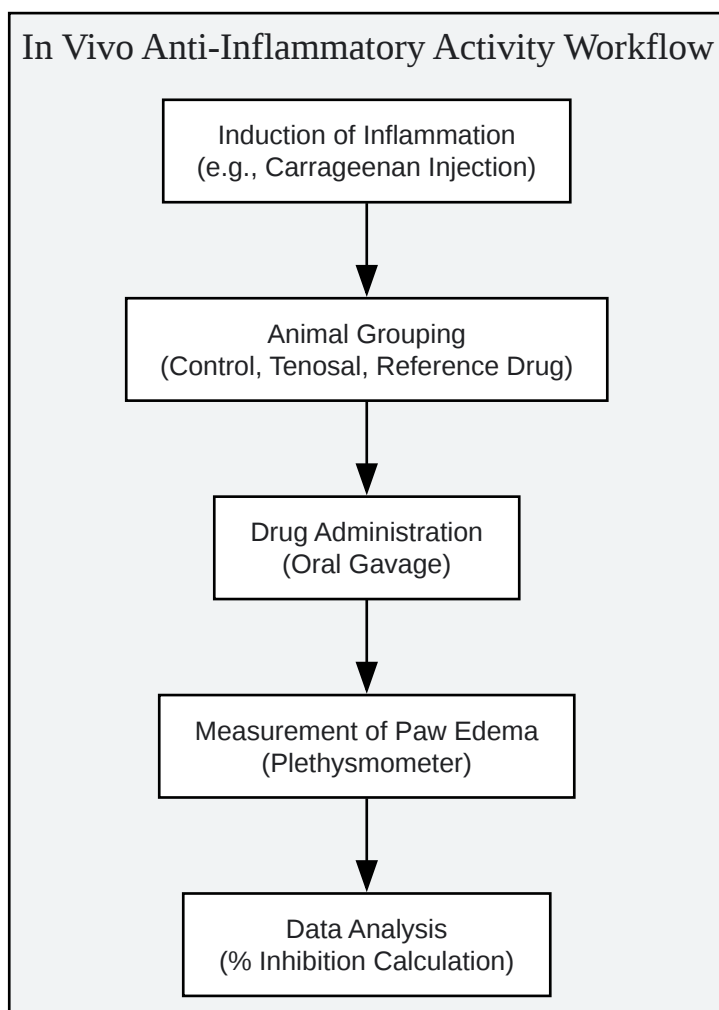 In Vivo Anti-Inflammatory Activity Workflow
Induction of Inflammation
(e.g., Carrageenan Injection)
Animal Grouping
(Control, Tenosal, Reference Drug)
Drug Administration
(Oral Gavage)
Measurement of Paw Edema
(Plethysmometer)
Data Analysis
(% Inhibition Calculation)